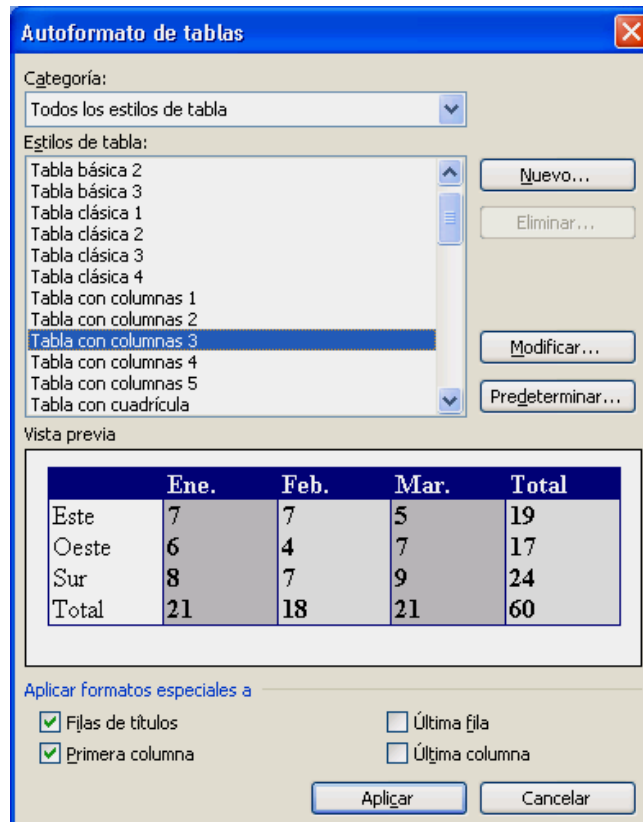 Autoformato de tablas
Categoría:
Todos los estilos de tabla
Estilos de tabla:
Tabla básica 2
Tabla básica 3
Tabla clásica 1
Tabla clásica 2
Tabla clásica 3
Tabla clásica 4
Tabla con columnas 1
Tabla con columnas 2
Tabla con columnas 3
Tabla con columnas 4
Tabla con columnas 5
Tabla con cuadrícula
Nuevo...
Eliminar...
Modificar...
Predeterminar...
Vista previa
Ene. Feb. Mar. Total
Este 7 7 5 19
Oeste 6 4 7 17
Sur 8 7 9 24
Total 21 18 21 60
Aplicar formatos especiales a
Filas de títulos Última fila
Primera columna Última columna
Aplicar Cancelar